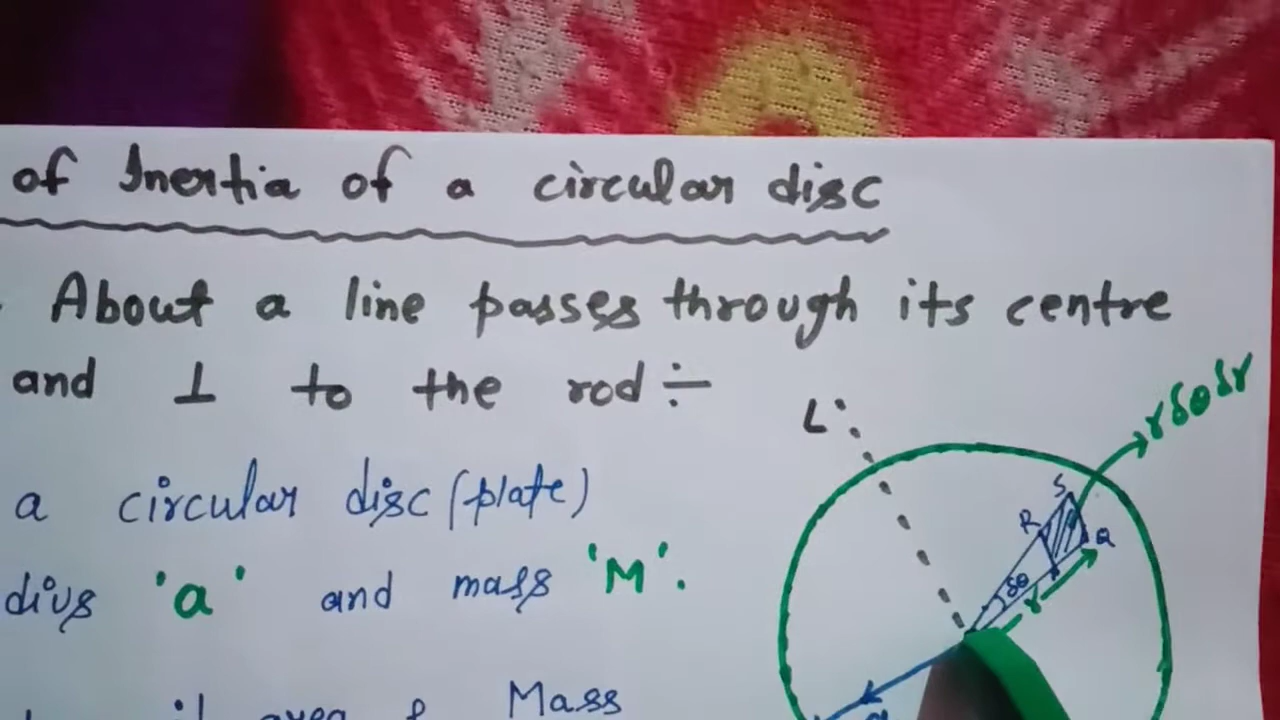 of Inertia of a circular disc
About a line passes through its centre
and ⊥ to the rod ÷
L
rδθδr
a circular disc (plate)
S
R
Q
δθ
r
dius 'a' and mass 'M'.
area & Mass
a